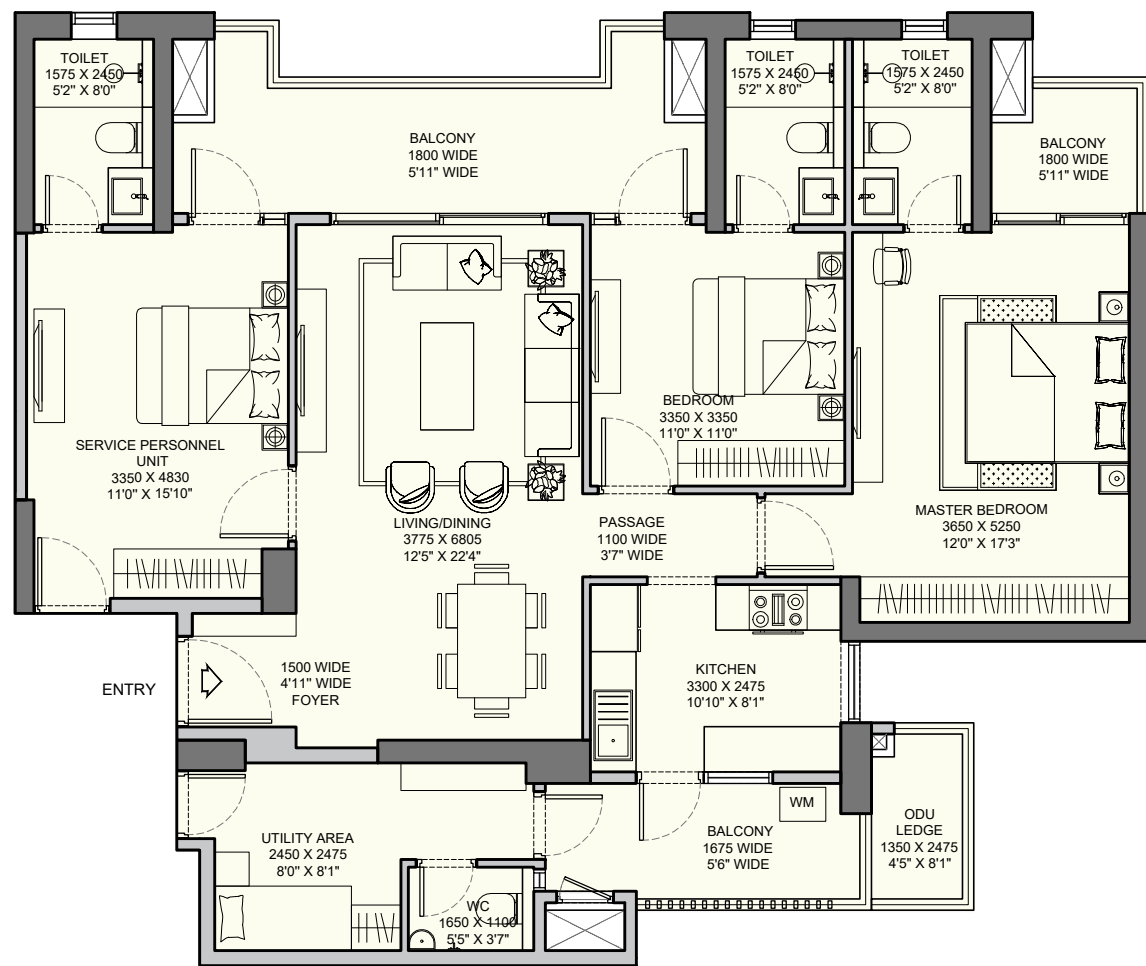 TOILET
1575 X 2450
5'2" X 8'0"
BALCONY
1800 WIDE
5'11" WIDE
TOILET
1575 X 2450
5'2" X 8'0"
TOILET
1575 X 2450
5'2" X 8'0"
BALCONY
1800 WIDE
5'11" WIDE
SERVICE PERSONNEL
UNIT
3350 X 4830
11'0" X 15'10"
LIVING/DINING
3775 X 6805
12'5" X 22'4"
BEDROOM
3350 X 3350
11'0" X 11'0"
PASSAGE
1100 WIDE
3'7" WIDE
MASTER BEDROOM
3650 X 5250
12'0" X 17'3"
ENTRY
1500 WIDE
4'11" WIDE
FOYER
KITCHEN
3300 X 2475
10'10" X 8'1"
UTILITY AREA
2450 X 2475
8'0" X 8'1"
WC
1650 X 1100
5'5" X 3'7"
BALCONY
1675 WIDE
5'6" WIDE
WM
ODU
LEDGE
1350 X 2475
4'5" X 8'1"